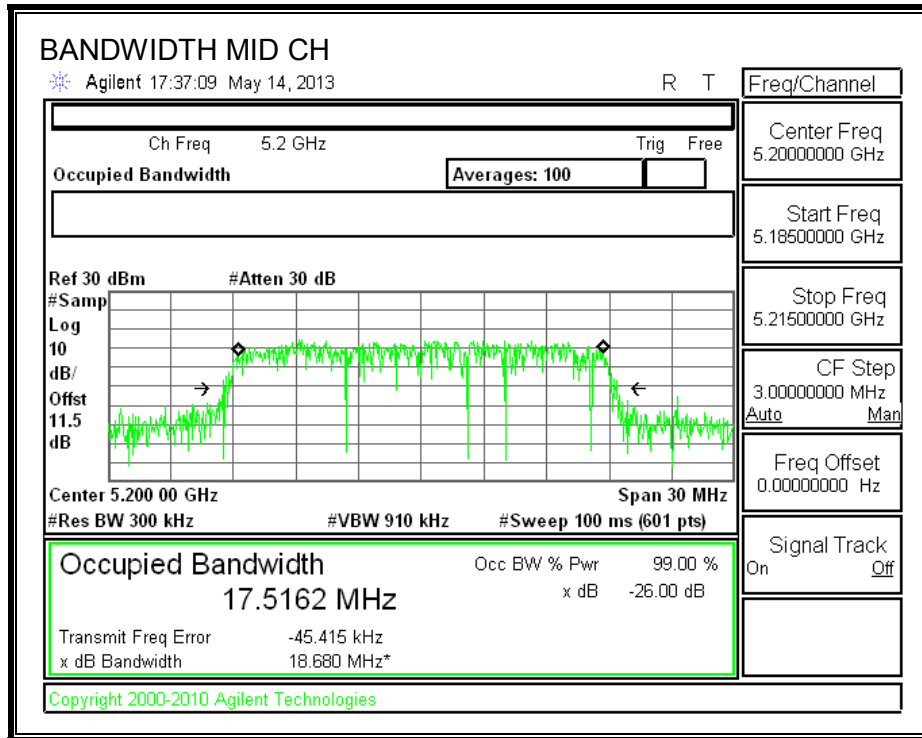 BANDWIDTH MID CH
Agilent 17:37:09 May 14, 2013 R T
Freq/Channel
Ch Freq 5.2 GHz Trig Free
Occupied Bandwidth Averages: 100
Center Freq
5.20000000 GHz
Start Freq
5.18500000 GHz
Stop Freq
5.21500000 GHz
CF Step
3.00000000 MHz
Auto Man
Freq Offset
0.00000000 Hz
Signal Track
On Off
Ref 30 dBm #Atten 30 dB
#Samp
Log
10
dB/
Offst
11.5
dB
Center 5.200 00 GHz Span 30 MHz
#Res BW 300 kHz #VBW 910 kHz #Sweep 100 ms (601 pts)
Occupied Bandwidth Occ BW % Pwr 99.00 %
17.5162 MHz x dB -26.00 dB
Transmit Freq Error -45.415 kHz
x dB Bandwidth 18.680 MHz*
Copyright 2000-2010 Agilent Technologies